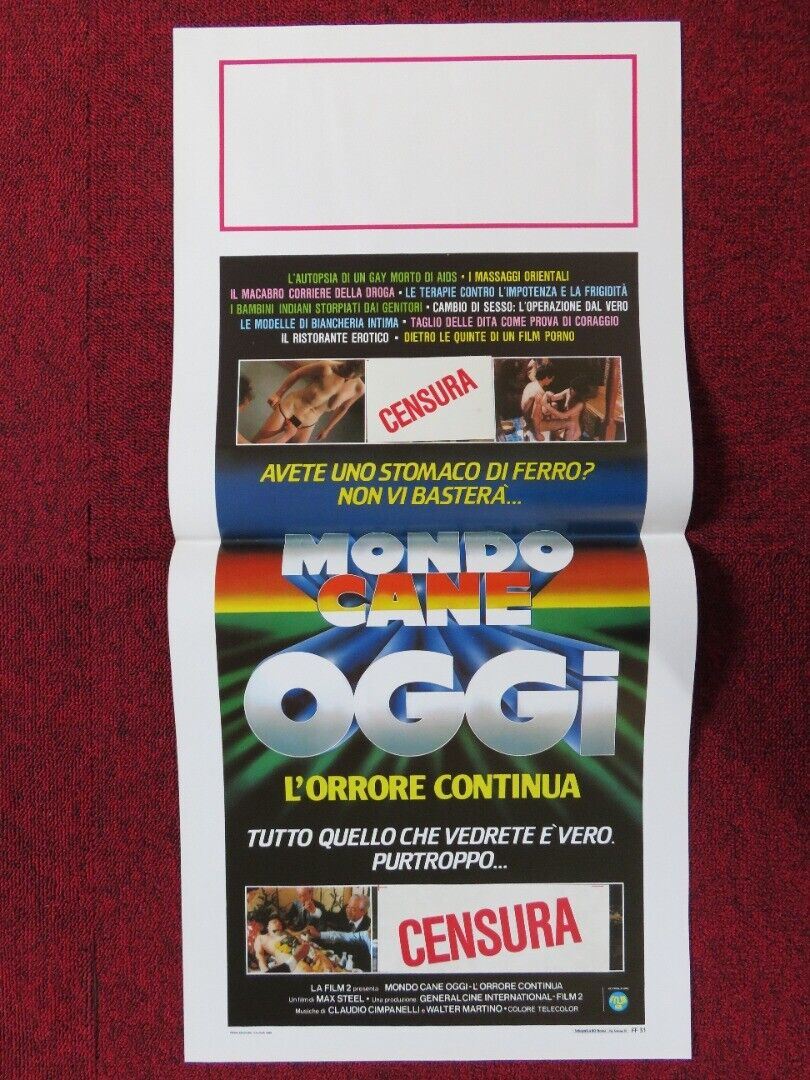 L'AUTOPSIA DI UN GAY MORTO DI AIDS • I MASSAGGI ORIENTALI
IL MACABRO CORRIERE DELLA DROGA • LE TERAPIE CONTRO L'IMPOTENZA E LA FRIGIDITÀ
I BAMBINI INDIANI STORPIATI DAI GENITORI • CAMBIO DI SESSO: L'OPERAZIONE DAL VERO
LE MODELLE DI BIANCHERIA INTIMA • TAGLIO DELLE DITA COME PROVA DI CORAGGIO
IL RISTORANTE EROTICO • DIETRO LE QUINTE DI UN FILM PORNO
CENSURA
AVETE UNO STOMACO DI FERRO?
NON VI BASTERÀ...
MONDO
CANE
OGGi
L'ORRORE CONTINUA
TUTTO QUELLO CHE VEDRETE È VERO.
PURTROPPO...
CENSURA
LA FILM 2 presenta MONDO CANE OGGI - L'ORRORE CONTINUA
Un film di MAX STEEL • Una produzione GENERALCINE INTERNATIONAL - FILM 2
Musiche di CLAUDIO CIMPANELLI e WALTER MARTINO • COLORE TELECOLOR
FF 31